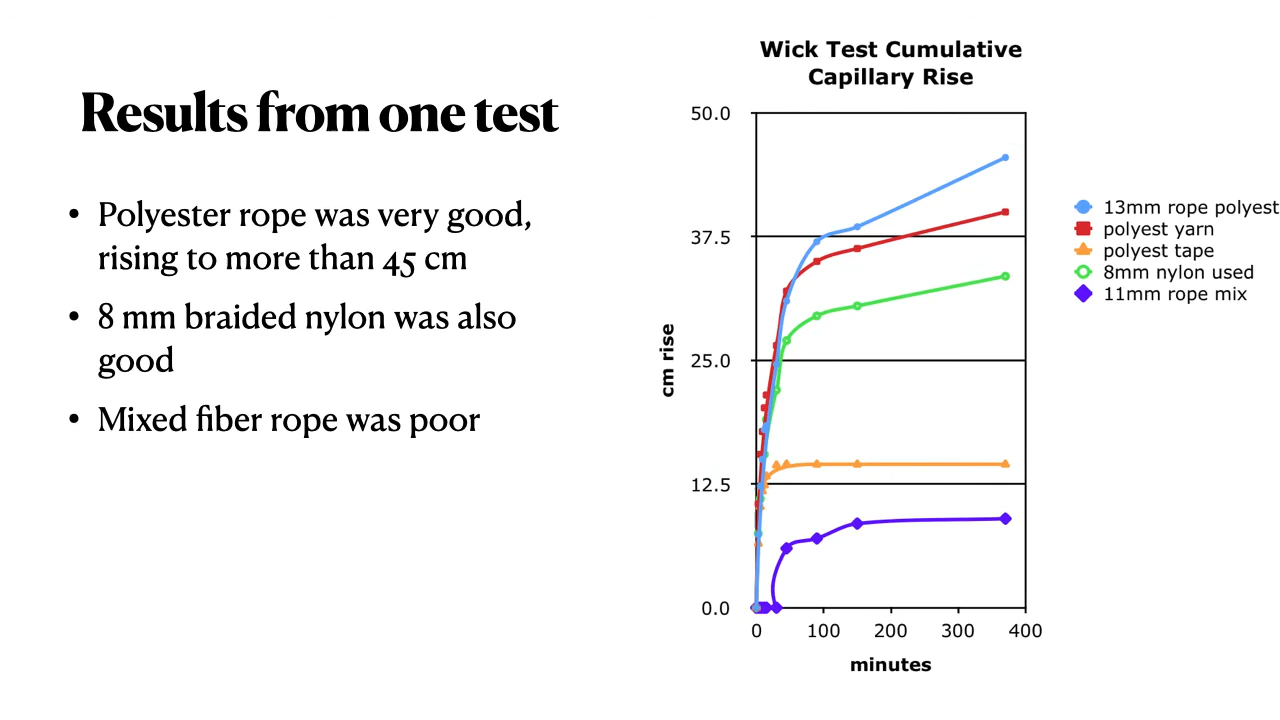 Results from one test
• Polyester rope was very good,
rising to more than 45 cm
• 8 mm braided nylon was also
good
• Mixed fiber rope was poor
Wick Test Cumulative
Capillary Rise
50.0
37.5
25.0
12.5
0.0
cm rise
0 100 200 300 400
minutes
13mm rope polyest
polyest yarn
polyest tape
8mm nylon used
11mm rope mix